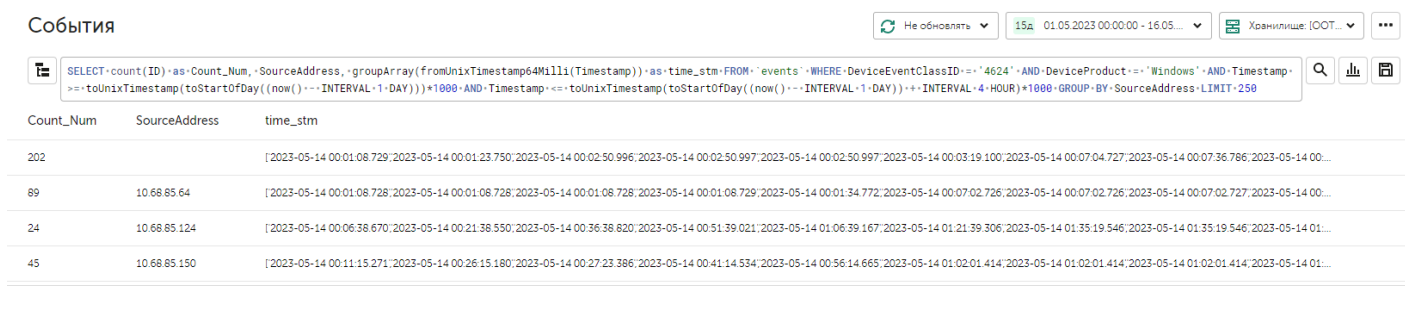 События
Не обновлять
15д 01.05.2023 00:00:00 - 16.05....
Хранилище: [OOT...
SELECT count(ID) as Count_Num, SourceAddress, groupArray(fromUnixTimestamp64Milli(Timestamp)) as time_stm FROM `events` WHERE DeviceEventClassID = '4624' AND DeviceProduct = 'Windows' AND Timestamp
>= toUnixTimestamp(toStartOfDay((now() - INTERVAL 1 DAY)))*1000 AND Timestamp <= toUnixTimestamp(toStartOfDay((now() - INTERVAL 1 DAY)) + INTERVAL 4 HOUR)*1000 GROUP BY SourceAddress LIMIT 250
Count_Num SourceAddress time_stm
202 ['2023-05-14 00:01:08.729','2023-05-14 00:01:23.750','2023-05-14 00:02:50.996','2023-05-14 00:02:50.997','2023-05-14 00:02:50.997','2023-05-14 00:03:19.100','2023-05-14 00:07:04.727','2023-05-14 00:07:36.786','2023-05-14 00:...
89 10.68.85.64 ['2023-05-14 00:01:08.728','2023-05-14 00:01:08.728','2023-05-14 00:01:08.728','2023-05-14 00:01:08.729','2023-05-14 00:01:34.772','2023-05-14 00:07:02.726','2023-05-14 00:07:02.726','2023-05-14 00:07:02.727','2023-05-14 00:...
24 10.68.85.124 ['2023-05-14 00:06:38.670','2023-05-14 00:21:38.550','2023-05-14 00:36:38.820','2023-05-14 00:51:39.021','2023-05-14 01:06:39.167','2023-05-14 01:21:39.306','2023-05-14 01:35:19.546','2023-05-14 01:35:19.546','2023-05-14 01:...
45 10.68.85.150 ['2023-05-14 00:11:15.271','2023-05-14 00:26:15.180','2023-05-14 00:27:23.386','2023-05-14 00:41:14.534','2023-05-14 00:56:14.665','2023-05-14 01:02:01.414','2023-05-14 01:02:01.414','2023-05-14 01:02:01.414','2023-05-14 01:...